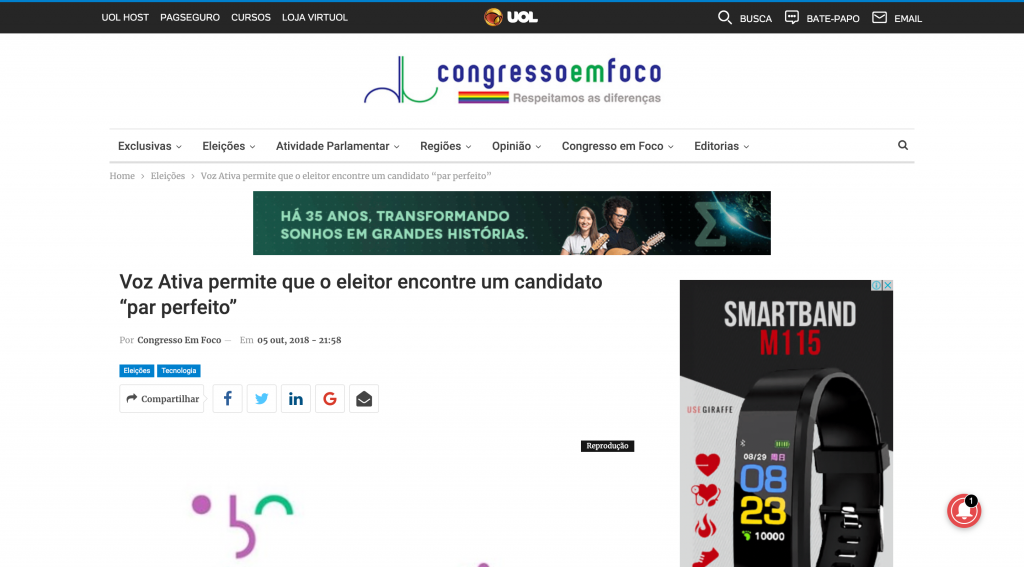 UOL HOST PAGSEGURO CURSOS LOJA VIRTUOL
UOL
BUSCA BATE-PAPO EMAIL
congressoemfoco
Respeitamos as diferenças
Exclusivas Eleições Atividade Parlamentar Regiões Opinião Congresso em Foco Editorias
Home > Eleições > Voz Ativa permite que o eleitor encontre um candidato “par perfeito”
HÁ 35 ANOS, TRANSFORMANDO
SONHOS EM GRANDES HISTÓRIAS.
Σ
Voz Ativa permite que o eleitor encontre um candidato
“par perfeito”
Por Congresso Em Foco — Em 05 out, 2018 - 21:58
Eleições Tecnologia
Compartilhar
Reprodução
SMARTBAND
M115
USE GIRAFFE
08/29 周日
08
23
10000
1